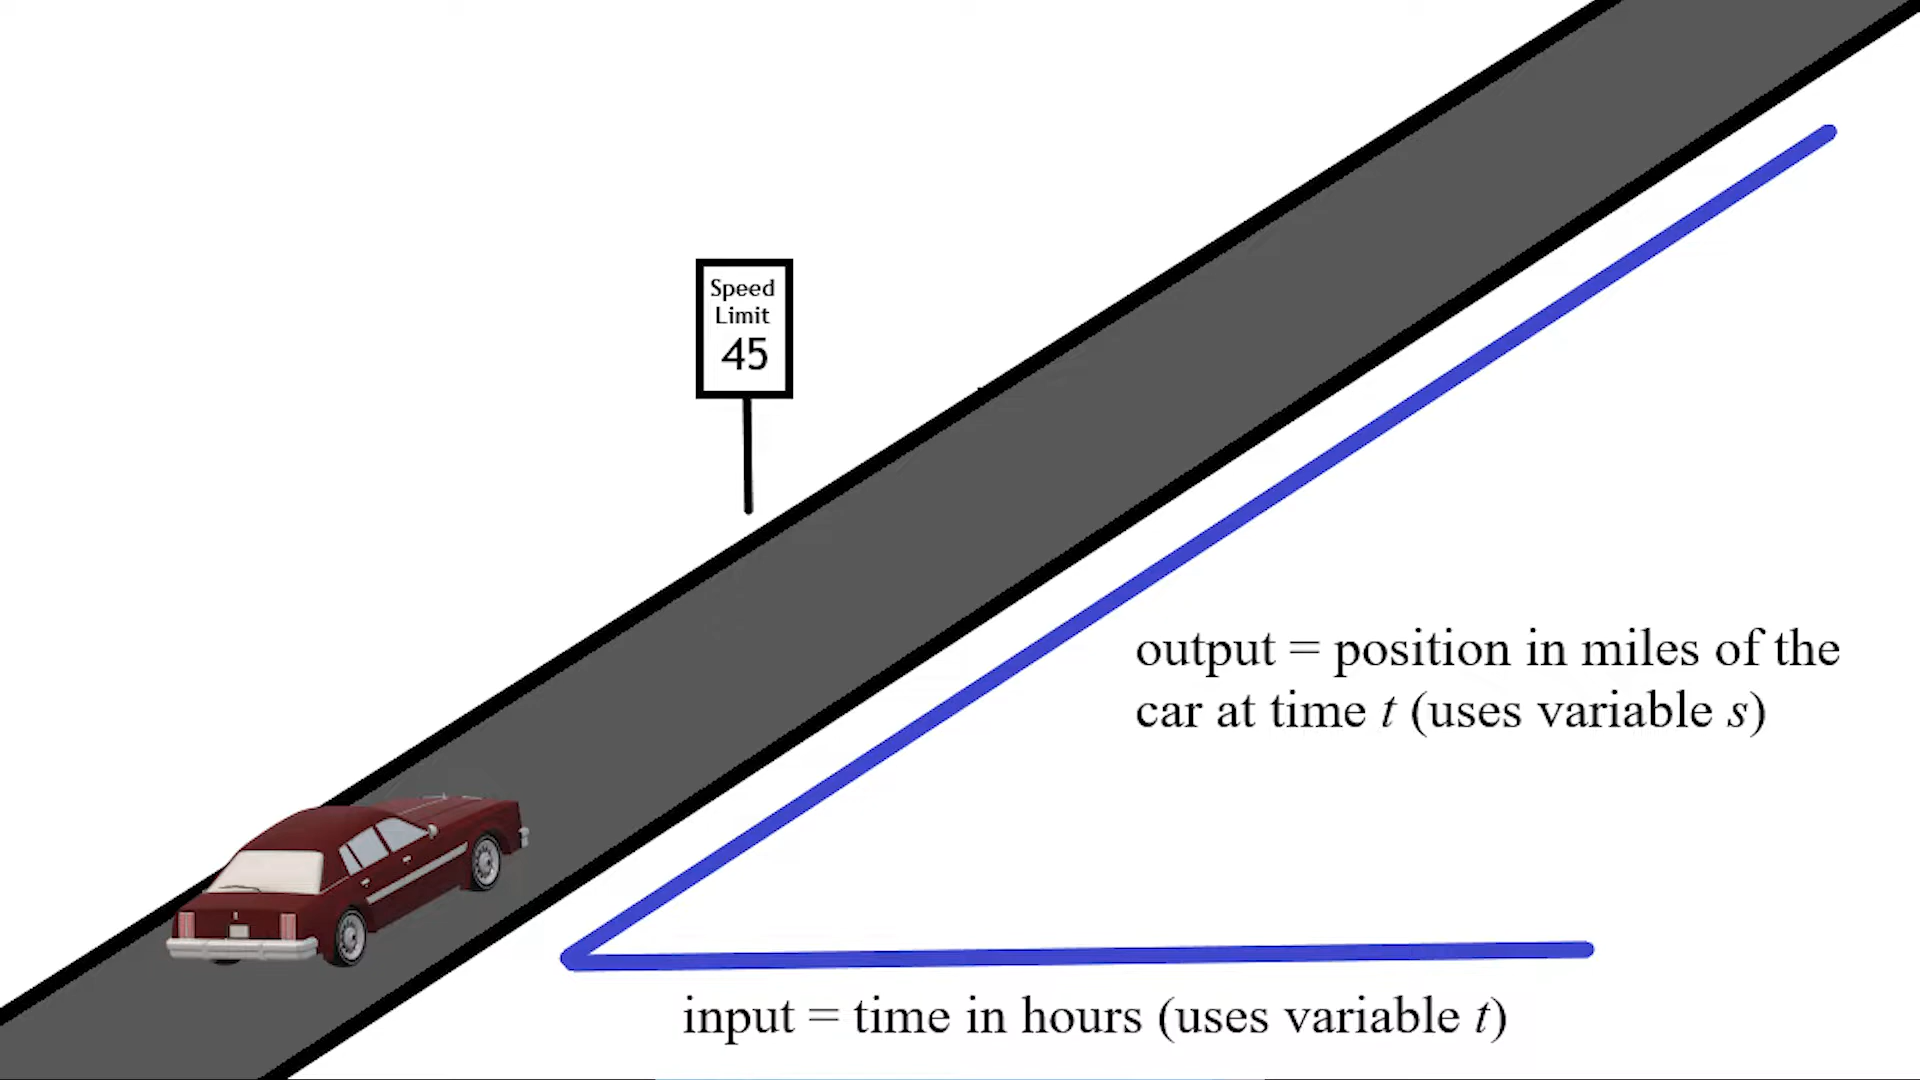 Speed
Limit
45
output = position in miles of the
car at time t (uses variable s)
input = time in hours (uses variable t)